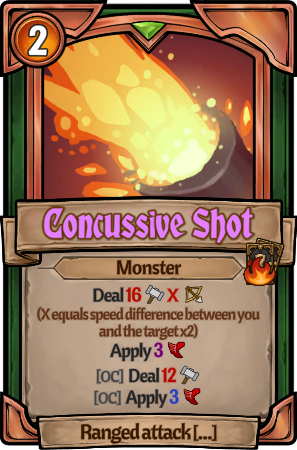 2
Concussive Shot
Monster
Deal 16 X
(X equals speed difference between you
and the target x2)
Apply 3
[OC] Deal 12
[OC] Apply 3
Ranged attack [...]